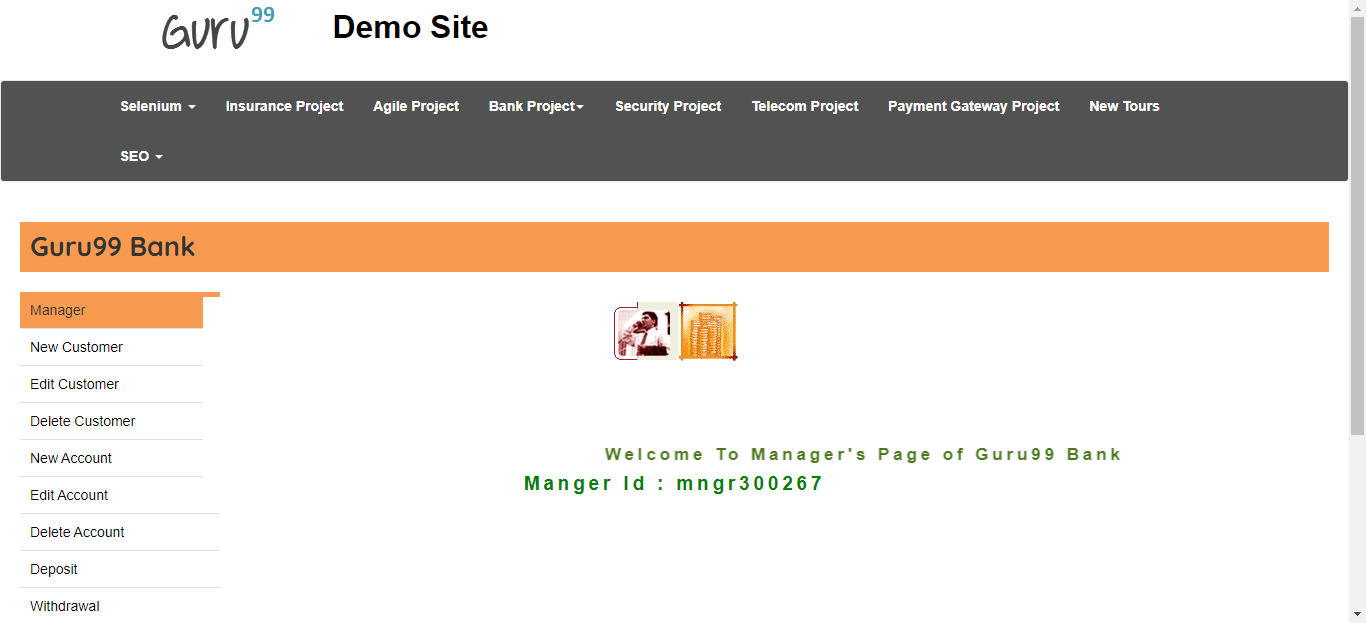 Guru99
Demo Site
Selenium Insurance Project Agile Project Bank Project Security Project Telecom Project Payment Gateway Project New Tours
SEO
Guru99 Bank
Manager
New Customer
Edit Customer
Delete Customer
New Account
Edit Account
Delete Account
Deposit
Withdrawal
Welcome To Manager's Page of Guru99 Bank
Manger Id : mngr300267